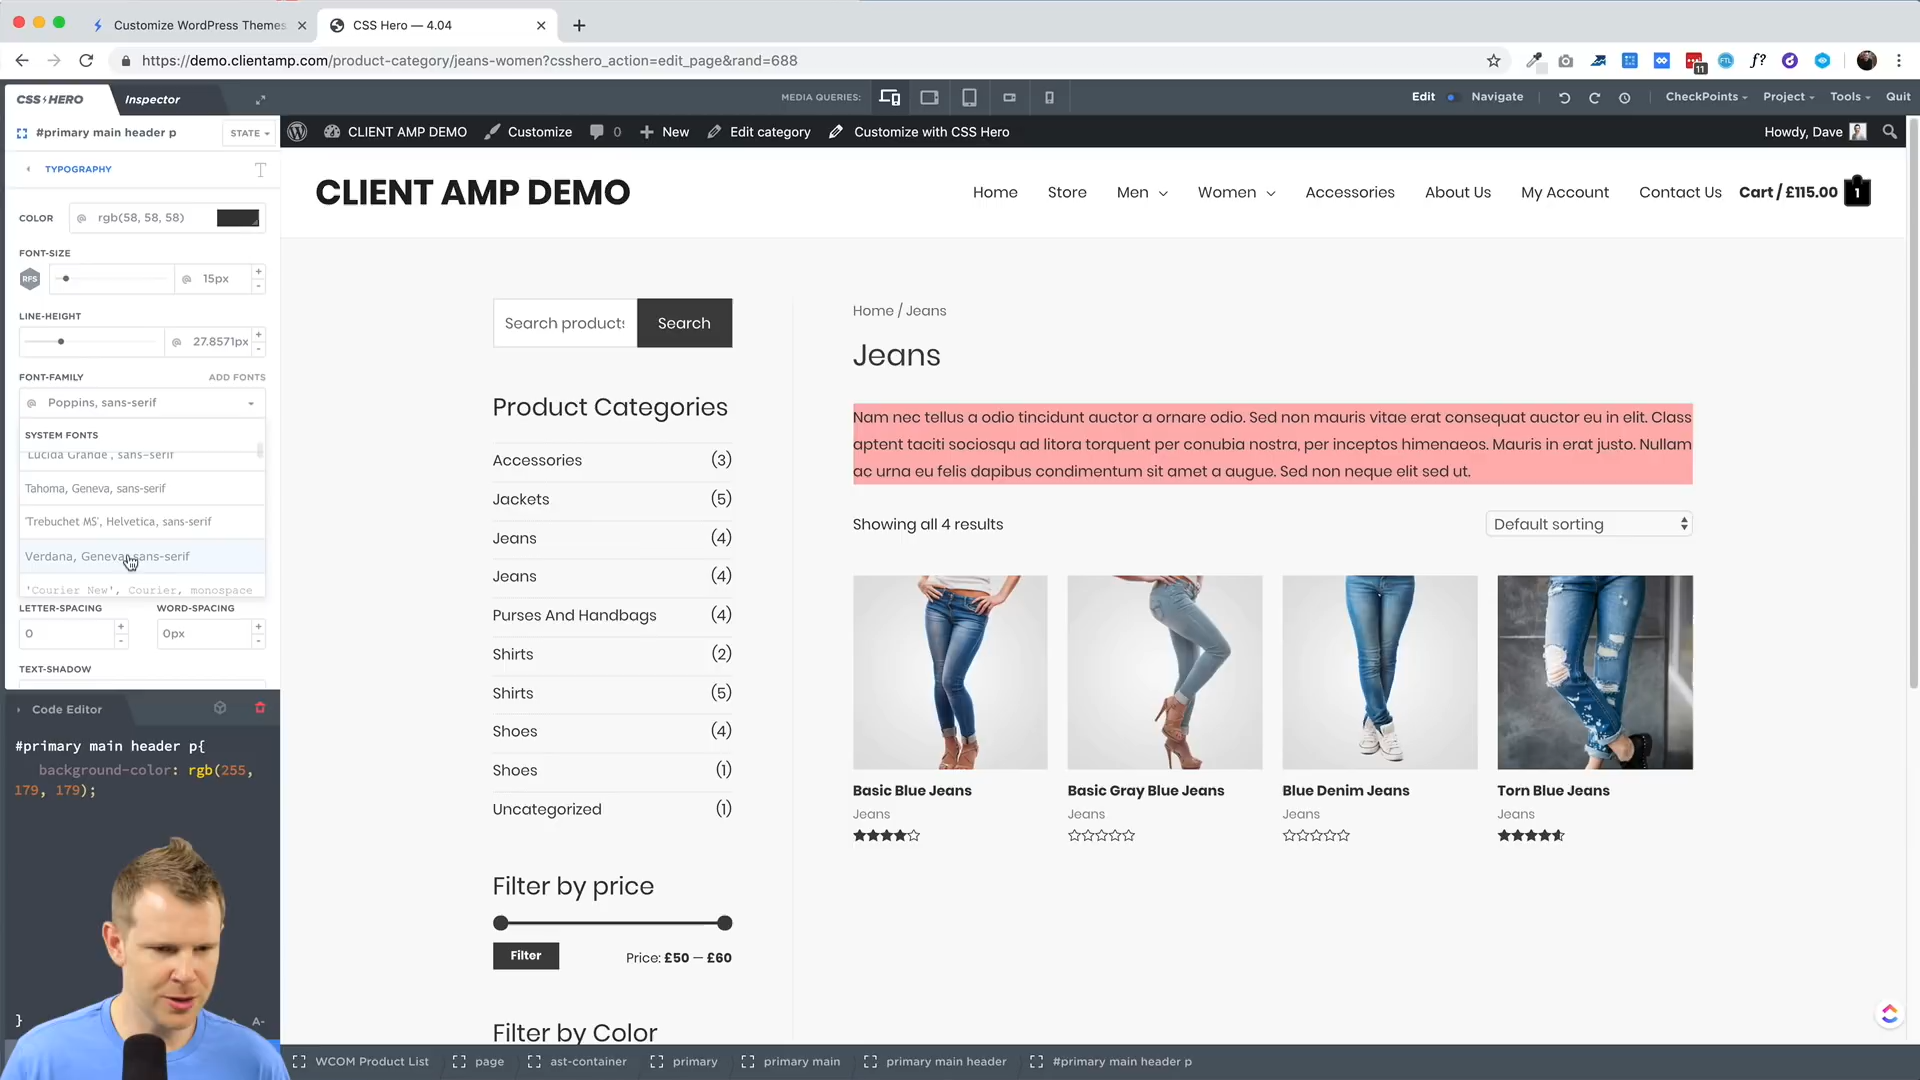 Customize WordPress Themes
CSS Hero — 4.04
https://demo.clientamp.com/product-category/jeans-women?csshero_action=edit_page&rand=688
11
FTL
f?
CSS HERO
Inspector
MEDIA QUERIES:
Edit
Navigate
CheckPoints
Project
Tools
Quit
#primary main header p
STATE
CLIENT AMP DEMO
Customize
0
New
Edit category
Customize with CSS Hero
Howdy, Dave
TYPOGRAPHY
COLOR
@ rgb(58, 58, 58)
FONT-SIZE
RFS
@ 15px
LINE-HEIGHT
@ 27.8571px
FONT-FAMILY
ADD FONTS
@ Poppins, sans-serif
SYSTEM FONTS
'Lucida Grande', sans-serif
Tahoma, Geneva, sans-serif
'Trebuchet MS', Helvetica, sans-serif
Verdana, Geneva, sans-serif
'Courier New', Courier, monospace
LETTER-SPACING
WORD-SPACING
0
0px
TEXT-SHADOW
Code Editor
#primary main header p{
background-color: rgb(255,
179, 179);
}
A-
CLIENT AMP DEMO
Home
Store
Men
Women
Accessories
About Us
My Account
Contact Us
Cart / £115.00
1
Search products
Search
Product Categories
Accessories (3)
Jackets (5)
Jeans (4)
Jeans (4)
Purses And Handbags (4)
Shirts (2)
Shirts (5)
Shoes (4)
Shoes (1)
Uncategorized (1)
Filter by price
Filter
Price: £50 — £60
Filter by Color
Home / Jeans
Jeans
Nam nec tellus a odio tincidunt auctor a ornare odio. Sed non mauris vitae erat consequat auctor eu in elit. Class
aptent taciti sociosqu ad litora torquent per conubia nostra, per inceptos himenaeos. Mauris in erat justo. Nullam
ac urna eu felis dapibus condimentum sit amet a augue. Sed non neque elit sed ut.
Showing all 4 results
Default sorting
Basic Blue Jeans
Jeans
Basic Gray Blue Jeans
Jeans
Blue Denim Jeans
Jeans
Torn Blue Jeans
Jeans
WCOM Product List
page
ast-container
primary
primary main
primary main header
#primary main header p